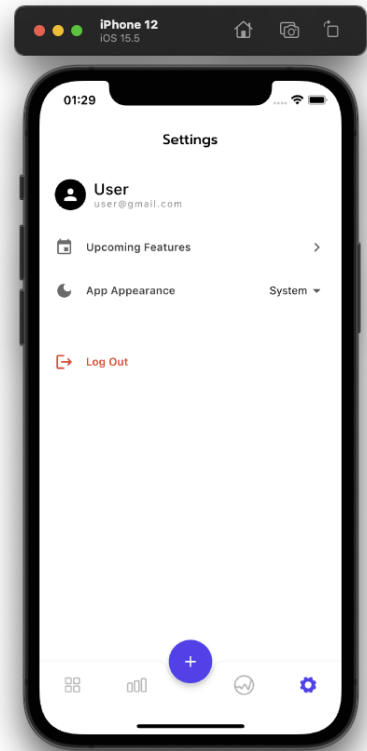 iPhone 12
iOS 15.5
01:29
Settings
User
user@gmail.com
Upcoming Features
App Appearance System
Log Out